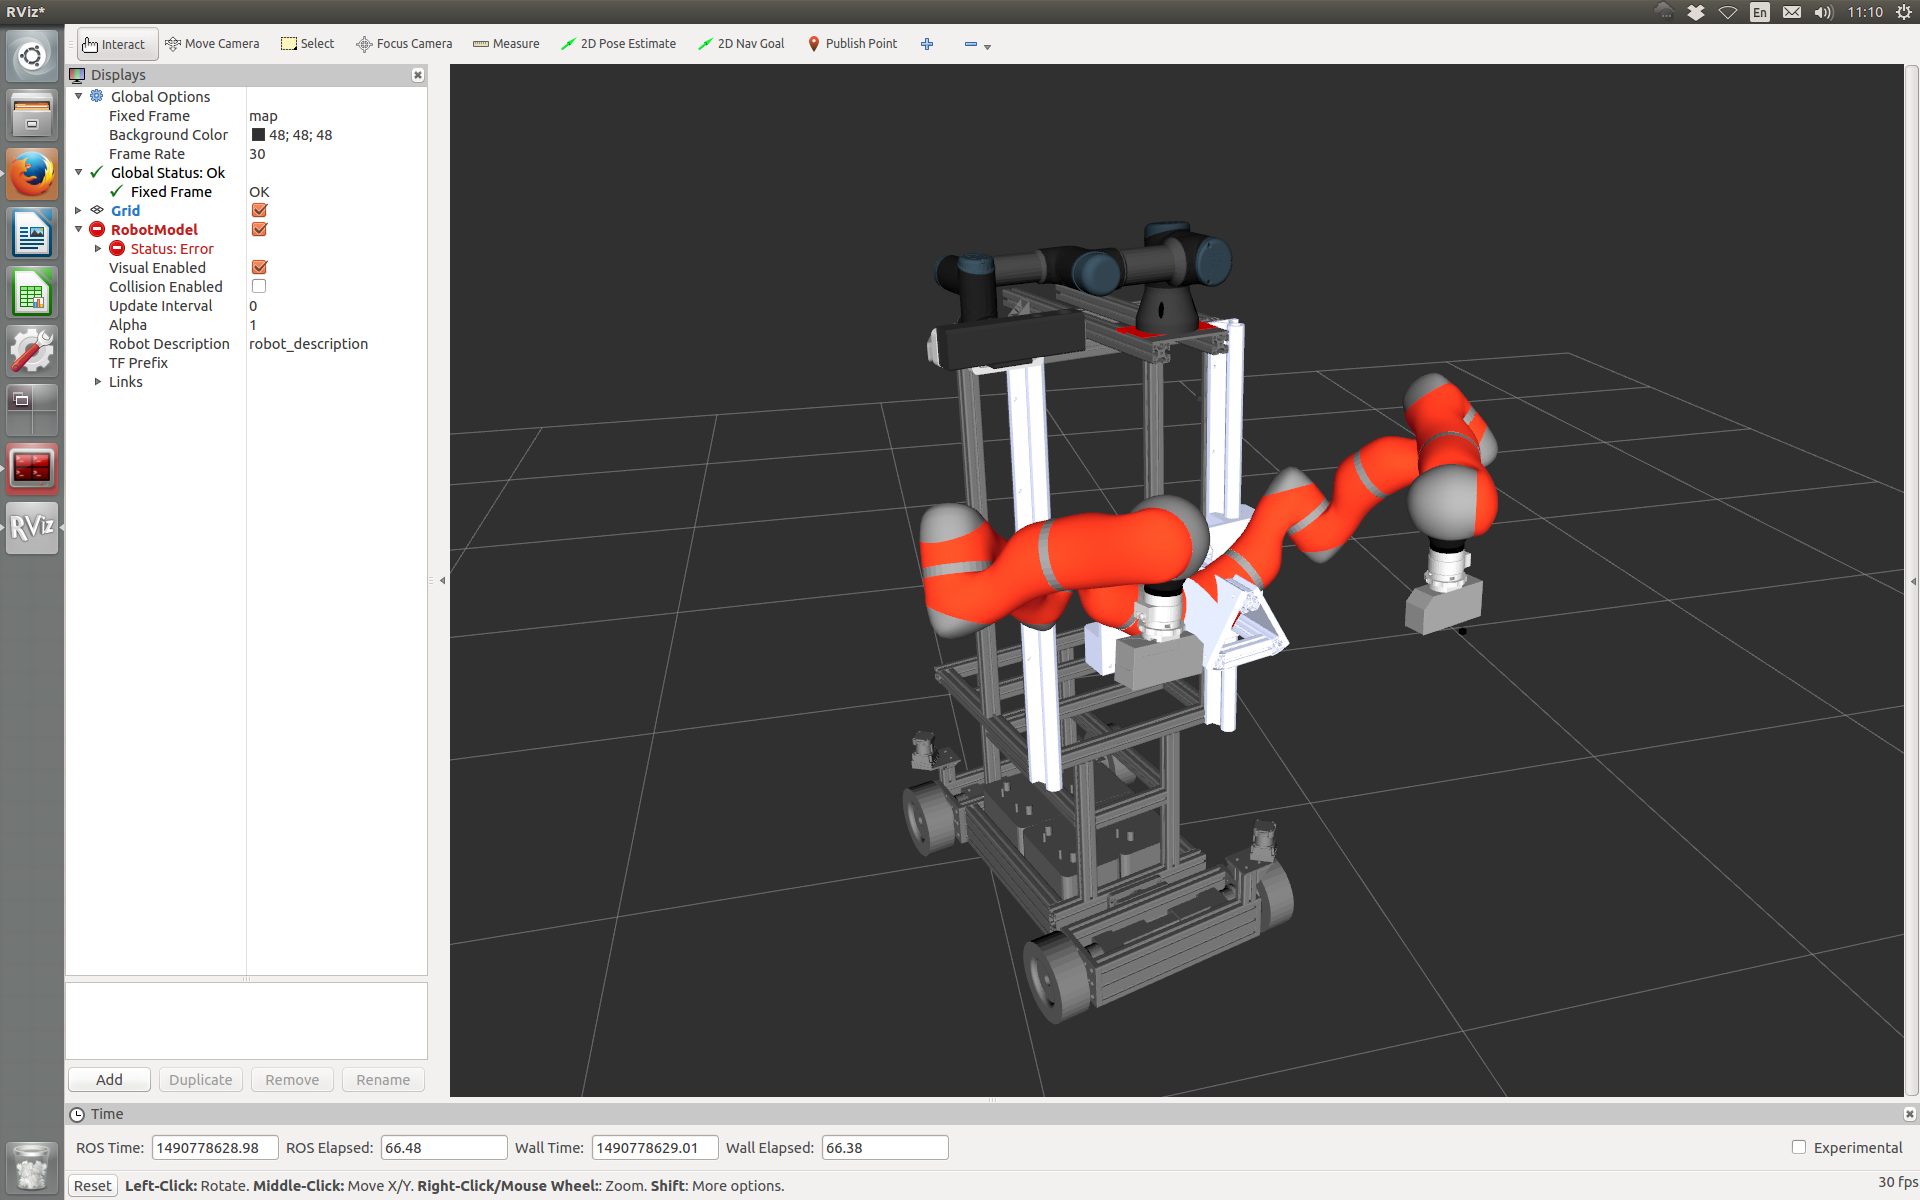 RViz*
En
11:10
Interact
Move Camera
Select
Focus Camera
Measure
2D Pose Estimate
2D Nav Goal
Publish Point
Displays
Global Options
Fixed Frame map
Background Color 48; 48; 48
Frame Rate 30
Global Status: Ok
Fixed Frame OK
Grid
RobotModel
Status: Error
Visual Enabled
Collision Enabled
Update Interval 0
Alpha 1
Robot Description robot_description
TF Prefix
Links
RViz
Add Duplicate Remove Rename
Time
ROS Time: 1490778628.98 ROS Elapsed: 66.48 Wall Time: 1490778629.01 Wall Elapsed: 66.38 Experimental
Reset Left-Click: Rotate. Middle-Click: Move X/Y. Right-Click/Mouse Wheel:: Zoom. Shift: More options. 30 fps